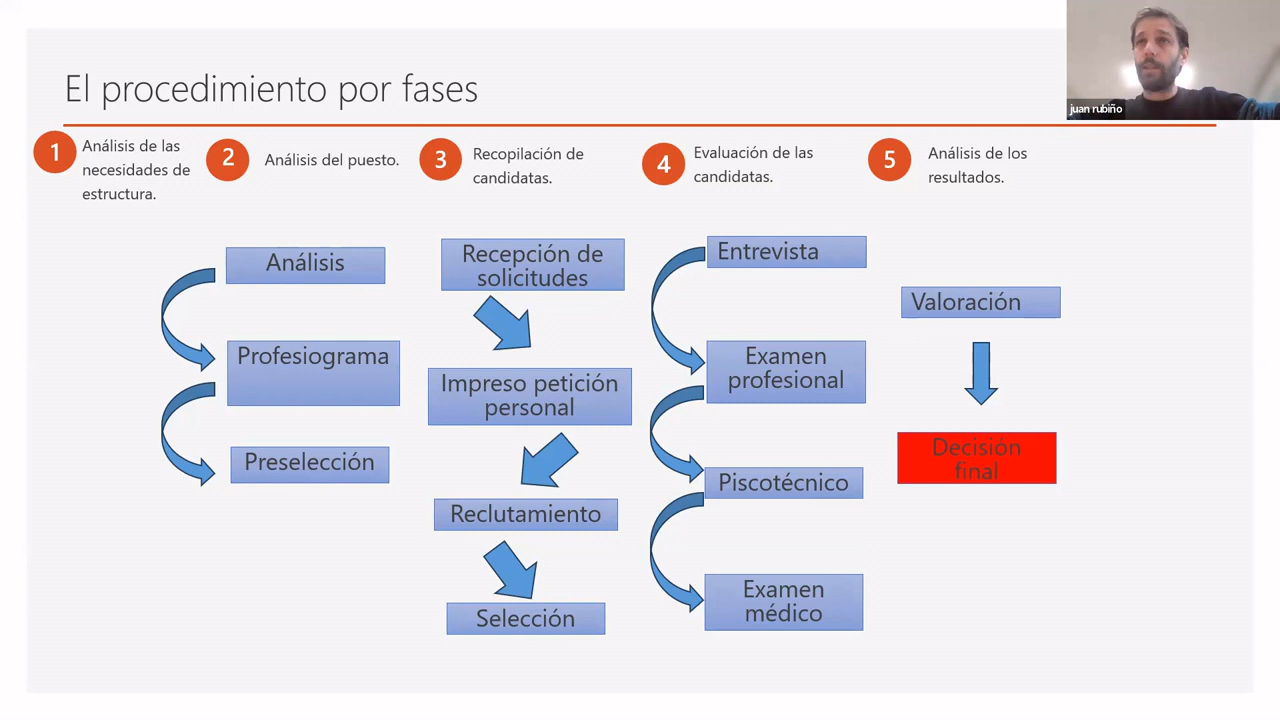 El procedimiento por fases
juan rubiño
1
Análisis de las
necesidades de
estructura.
2
Análisis del puesto.
3
Recopilación de
candidatas.
4
Evaluación de las
candidatas.
5
Análisis de los
resultados.
Análisis
Profesiograma
Preselección
Recepción de
solicitudes
Impreso petición
personal
Reclutamiento
Selección
Entrevista
Examen
profesional
Piscotécnico
Examen
médico
Valoración
Decisión
final